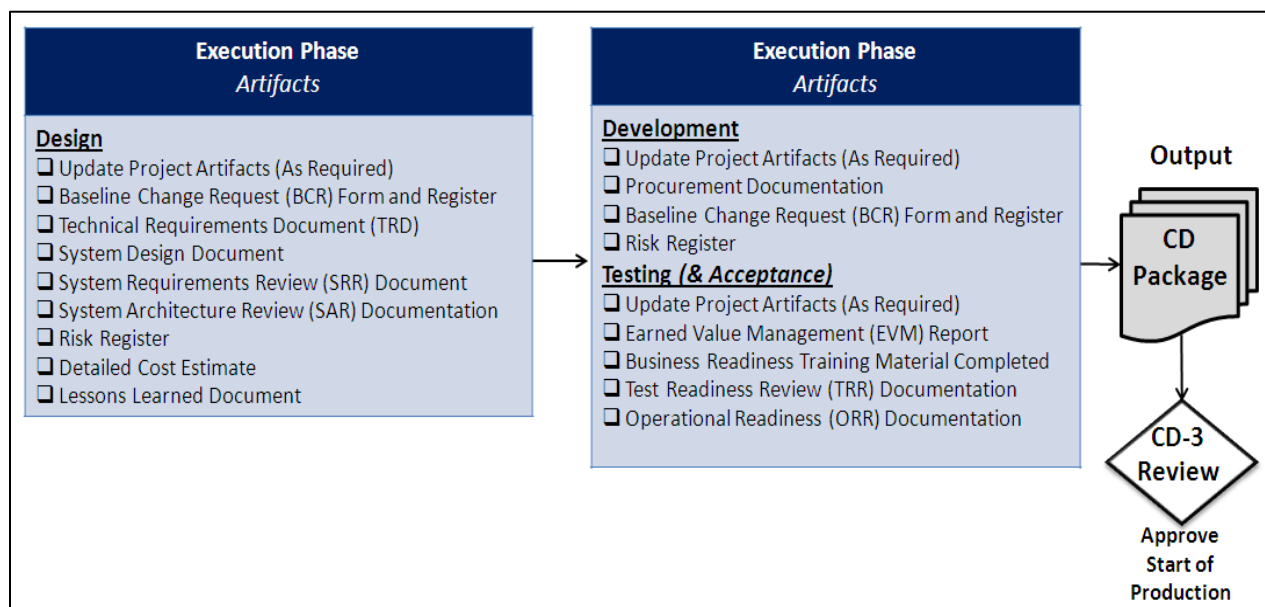 Execution Phase
Artifacts
Design
❑ Update Project Artifacts (As Required)
❑ Baseline Change Request (BCR) Form and Register
❑ Technical Requirements Document (TRD)
❑ System Design Document
❑ System Requirements Review (SRR) Document
❑ System Architecture Review (SAR) Documentation
❑ Risk Register
❑ Detailed Cost Estimate
❑ Lessons Learned Document
Execution Phase
Artifacts
Development
❑ Update Project Artifacts (As Required)
❑ Procurement Documentation
❑ Baseline Change Request (BCR) Form and Register
❑ Risk Register
Testing (& Acceptance)
❑ Update Project Artifacts (As Required)
❑ Earned Value Management (EVM) Report
❑ Business Readiness Training Material Completed
❑ Test Readiness Review (TRR) Documentation
❑ Operational Readiness (ORR) Documentation
Output
CD
Package
CD-3
Review
Approve
Start of
Production